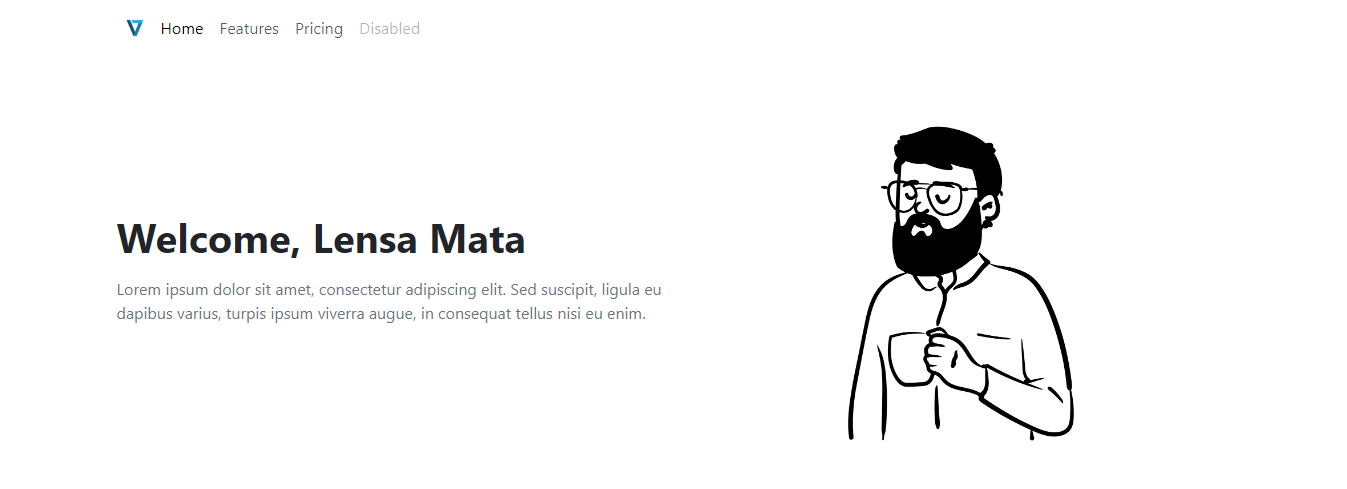 Home Features Pricing Disabled
Welcome, Lensa Mata
Lorem ipsum dolor sit amet, consectetur adipiscing elit. Sed suscipit, ligula eu
dapibus varius, turpis ipsum viverra augue, in consequat tellus nisi eu enim.